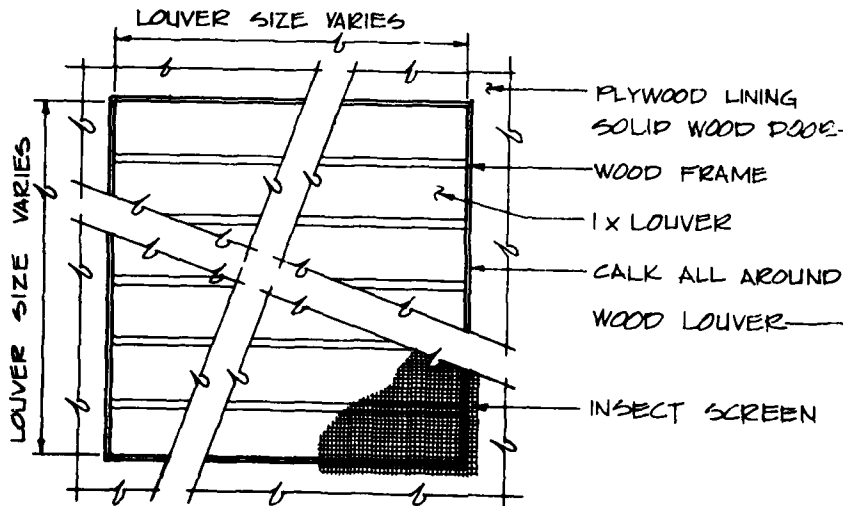 LOUVER SIZE VARIES
LOUVER SIZE VARIES
PLYWOOD LINING
SOLID WOOD DOOR
WOOD FRAME
1X LOUVER
CALK ALL AROUND
WOOD LOUVER
INSECT SCREEN